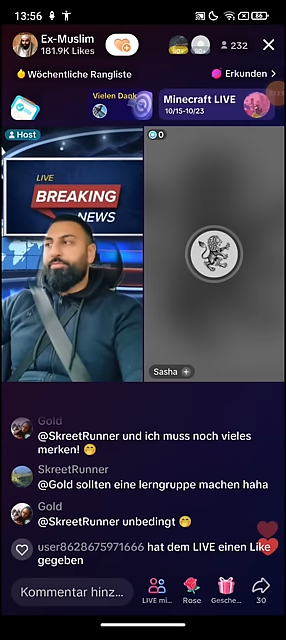 13:56
86
Ex-Muslim
181.9K Likes
232
Wöchentliche Rangliste
Erkunden >
Vielen Dank
Minecraft LIVE
10/15-10/23
Host
0
LIVE
BREAKING
NEWS
Sasha +
Gold
@SkreetRunner und ich muss noch vieles
merken! 🤭
SkreetRunner
@Gold sollten eine lerngruppe machen haha
Gold
@SkreetRunner unbedingt 🤭
user8628675971666 hat dem LIVE einen Like
gegeben
Kommentar hinz...
LIVE mi...
Rose
Gesche...
30